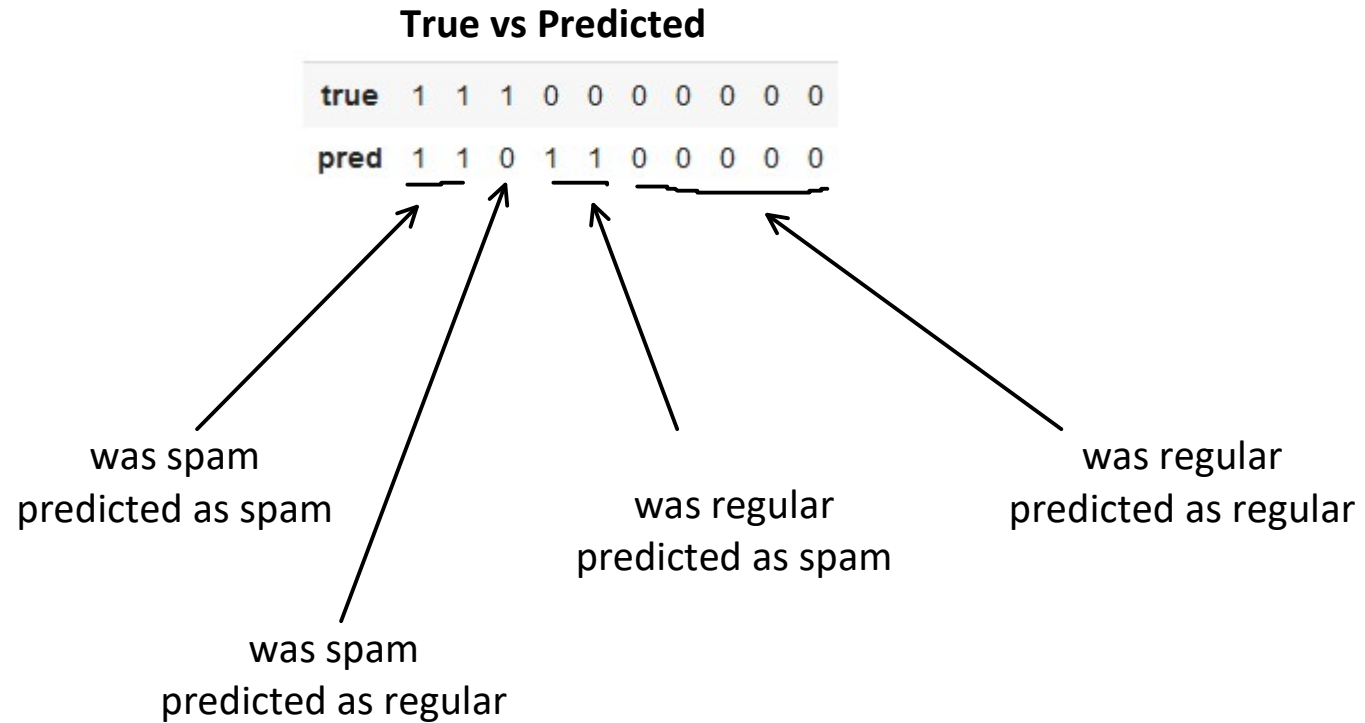 True vs Predicted
true 1 1 1 0 0 0 0 0 0 0
pred 1 1 0 1 1 0 0 0 0 0
was spam
predicted as spam
was regular
predicted as spam
was regular
predicted as regular
was spam
predicted as regular